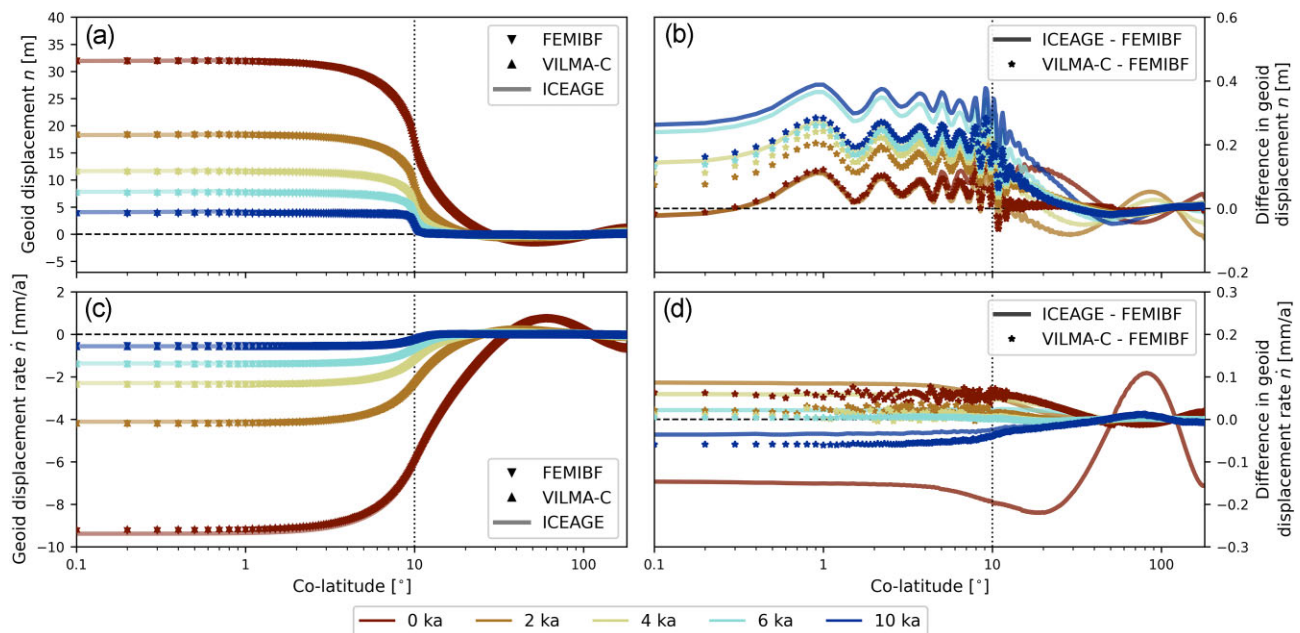 (a)
Geoid displacement n [m]
40
35
30
25
20
15
10
5
0
−5
FEMIBF
VILMA-C
ICEAGE
(b)
ICEAGE - FEMIBF
VILMA-C - FEMIBF
0.6
0.4
0.2
0.0
−0.2
Difference in geoid
displacement n [m]
0.1
1
10
100
(c)
Geoid displacement rate ṅ [mm/a]
2
0
−2
−4
−6
−8
−10
FEMIBF
VILMA-C
ICEAGE
0.1
1
10
100
Co-latitude [°]
(d)
ICEAGE - FEMIBF
VILMA-C - FEMIBF
0.3
0.2
0.1
0.0
−0.1
−0.2
−0.3
Difference in geoid
displacement rate ṅ [mm/a]
0.1
1
10
100
Co-latitude [°]
0 ka
2 ka
4 ka
6 ka
10 ka